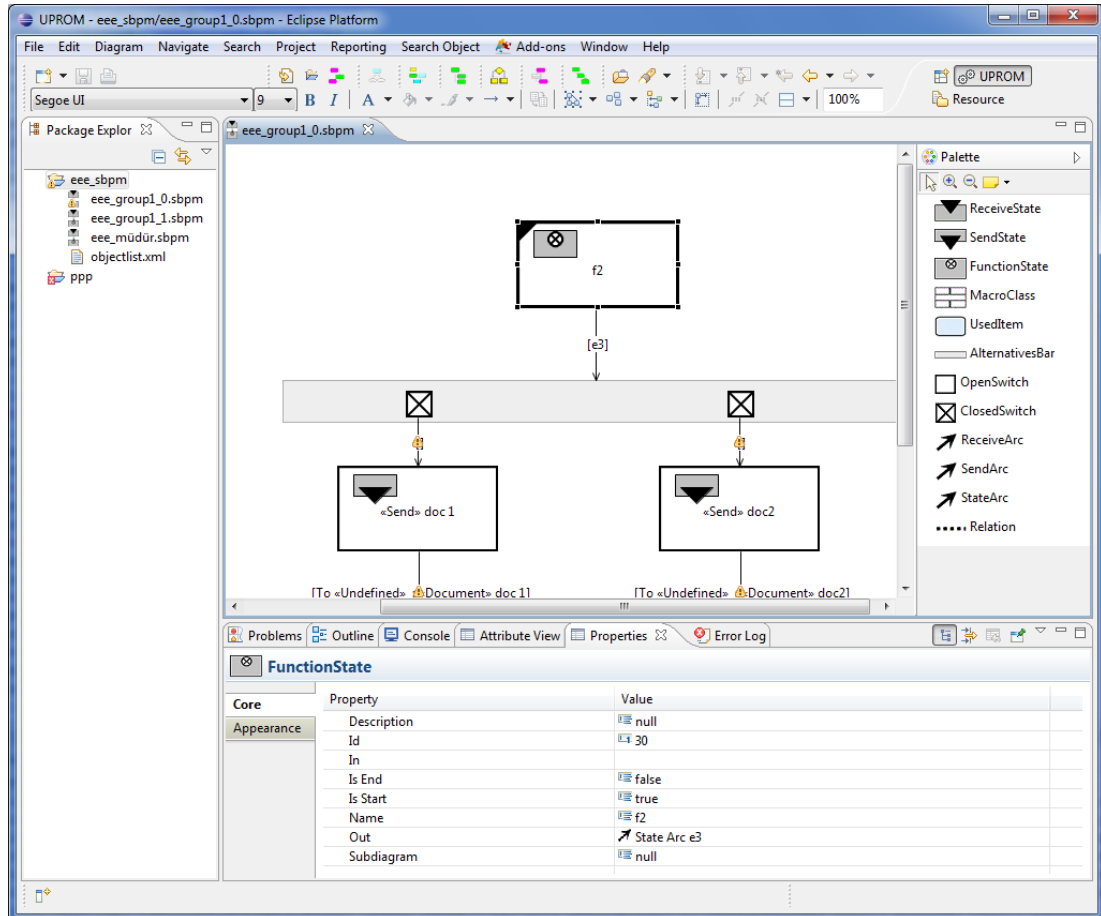 UPROM - eee_sbpm/eee_group1_0.sbpm - Eclipse Platform
File Edit Diagram Navigate Search Project Reporting Search Object Add-ons Window Help
UPROM
Segoe UI 9 B I A 100% Resource
Package Explor
eee_sbpm
eee_group1_0.sbpm
eee_group1_1.sbpm
eee_müdür.sbpm
objectlist.xml
ppp
eee_group1_0.sbpm
f2
[e3]
«Send» doc 1
«Send» doc2
[To «Undefined» Document» doc 1]
[To «Undefined» Document» doc2]
Palette
ReceiveState
SendState
FunctionState
MacroClass
UsedItem
AlternativesBar
OpenSwitch
ClosedSwitch
ReceiveArc
SendArc
StateArc
Relation
Problems Outline Console Attribute View Properties Error Log
FunctionState
Core
Appearance
Property Value
Description null
Id 30
In
Is End false
Is Start true
Name f2
Out State Arc e3
Subdiagram null